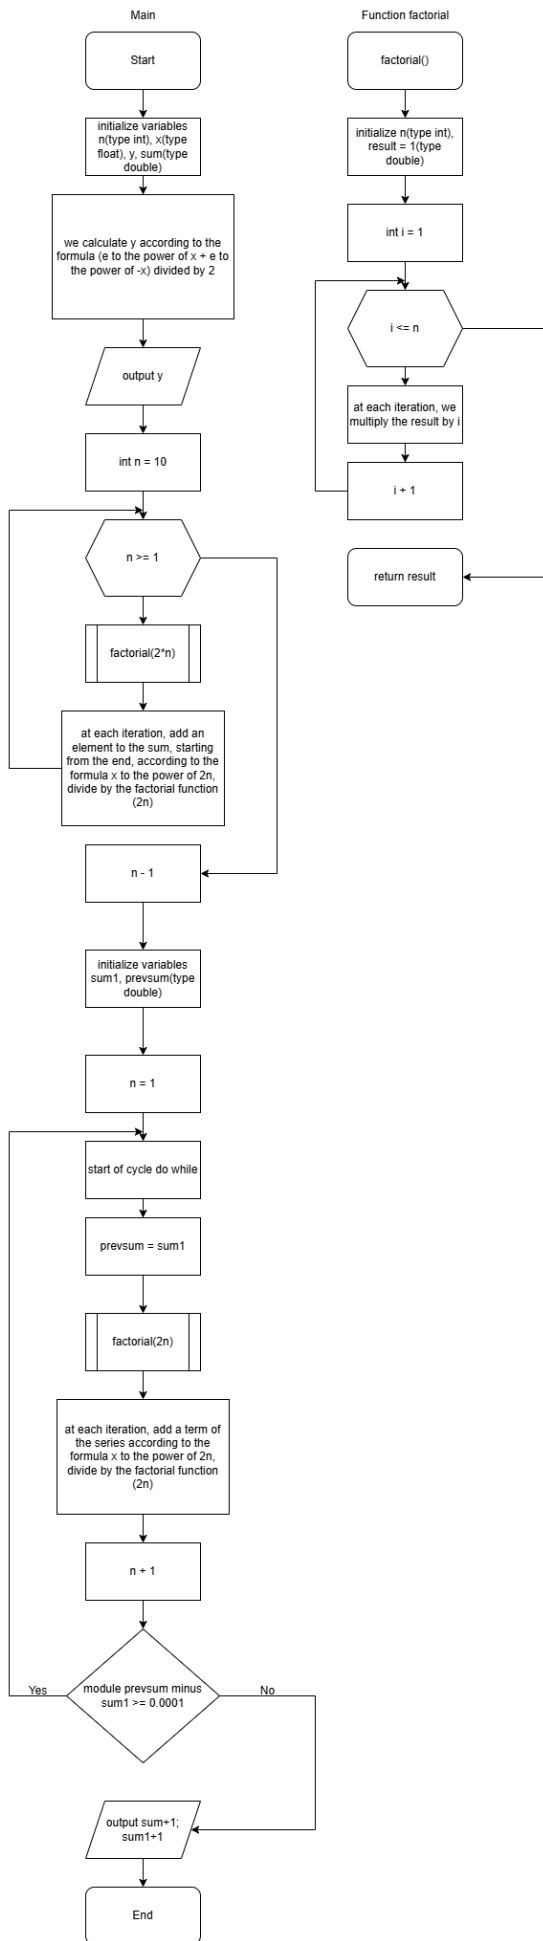 Main
Start
initialize variables
n(type int), x(type
float), y, sum(type
double)
we calculate y according to the
formula (e to the power of x + e to
the power of -x) divided by 2
output y
int n = 10
n >= 1
factorial(2*n)
at each iteration, add an
element to the sum, starting
from the end, according to the
formula x to the power of 2n,
divide by the factorial function
(2n)
n - 1
initialize variables
sum1, prevsum(type
double)
n = 1
start of cycle do while
prevsum = sum1
factorial(2n)
at each iteration, add a term of
the series according to the
formula x to the power of 2n,
divide by the factorial function
(2n)
n + 1
module prevsum minus
sum1 >= 0.0001
Yes
No
output sum+1;
sum1+1
End
Function factorial
factorial()
initialize n(type int),
result = 1(type
double)
int i = 1
i <= n
at each iteration, we
multiply the result by i
i + 1
return result